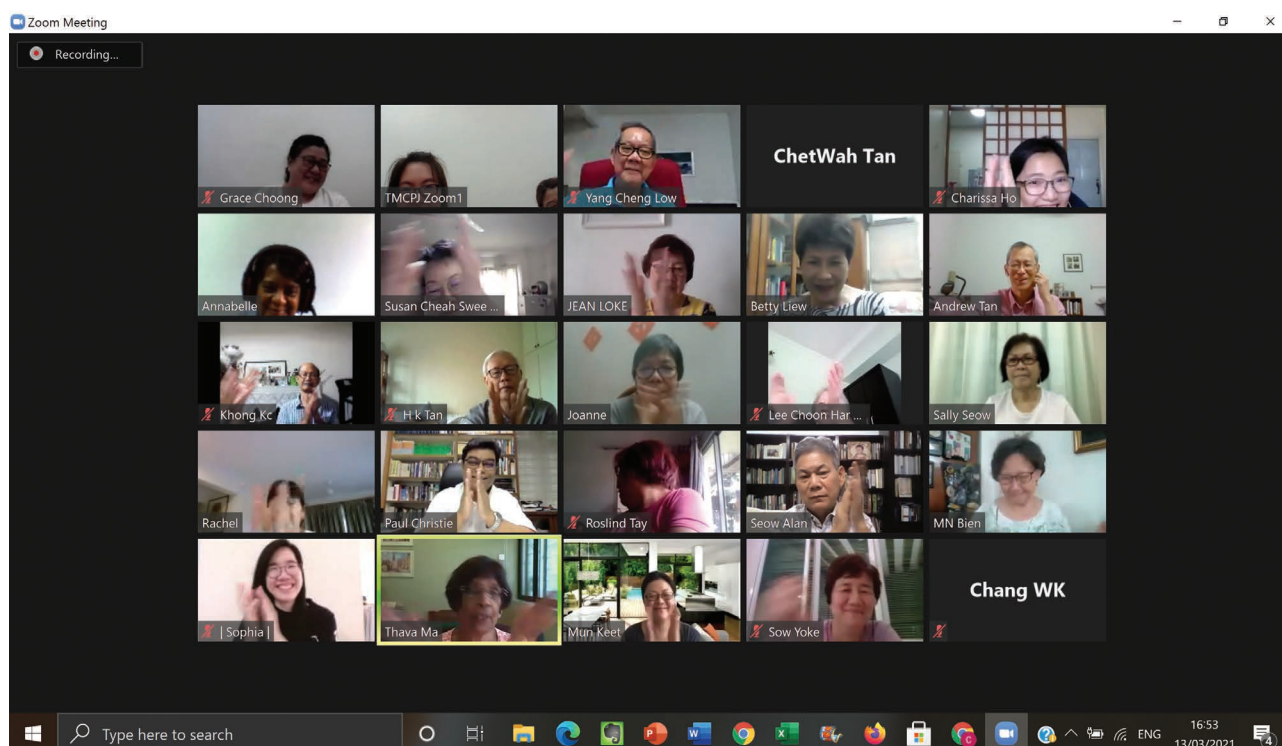 Zoom Meeting
Recording...
Grace Choong
TMCPJ Zoom1
Yang Cheng Low
ChetWah Tan
Charissa Ho
Annabelle
Susan Cheah Swee ...
JEAN LOKE
Betty Liew
Andrew Tan
Khong Kc
H k Tan
Joanne
Lee Choon Har ...
Sally Seow
Rachel
Paul Christie
Roslind Tay
Seow Alan
MN Bien
| Sophia |
Thava Ma
Mun Keet
Sow Yoke
Chang WK
Type here to search
ENG
16:53
13/03/2021
4